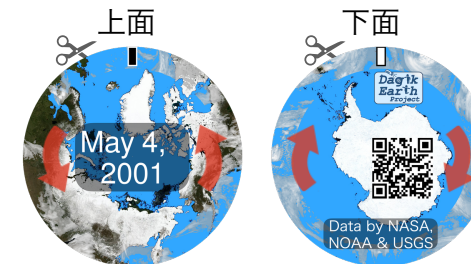 上面
下面
Dagik
Earth
Project
May 4,
2001
Data by NASA,
NOAA & USGS